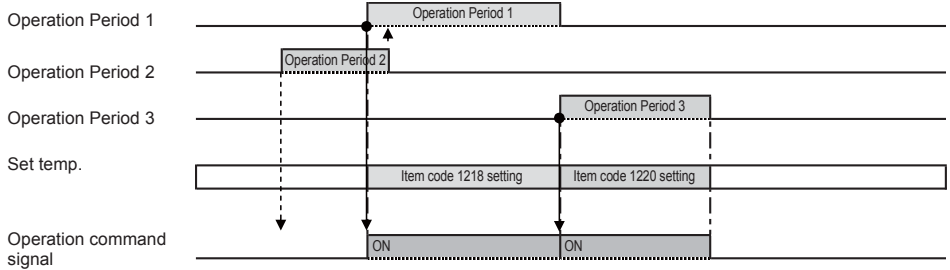 Operation Period 1
Operation Period 1
Operation Period 2
Operation Period 2
Operation Period 3
Operation Period 3
Set temp.
Item code 1218 setting
Item code 1220 setting
Operation command
signal
ON
ON